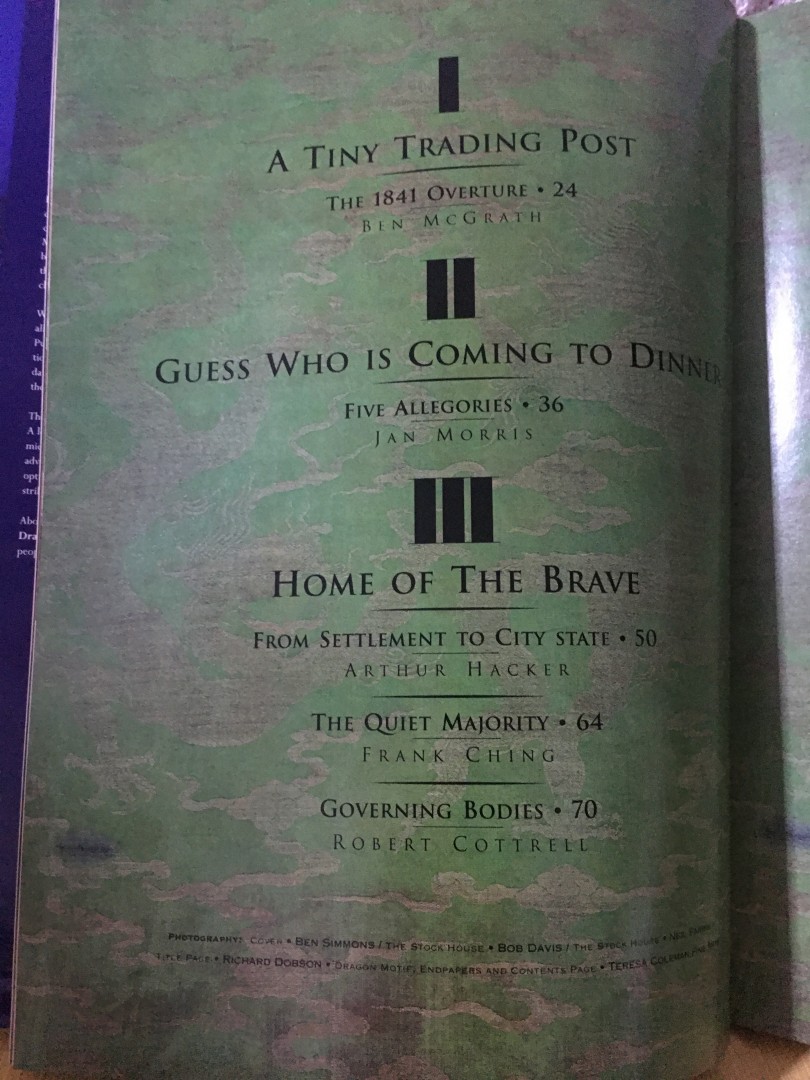 I
A TINY TRADING POST
THE 1841 OVERTURE • 24
BEN MCGRATH
II
GUESS WHO IS COMING TO DINNER
FIVE ALLEGORIES • 36
JAN MORRIS
III
HOME OF THE BRAVE
FROM SETTLEMENT TO CITY STATE • 50
ARTHUR HACKER
THE QUIET MAJORITY • 64
FRANK CHING
GOVERNING BODIES • 70
ROBERT COTTRELL
PHOTOGRAPHY: COVER • BEN SIMMONS / THE STOCK HOUSE • BOB DAVIS / THE STOCK HOUSE •
TITLE PAGE • RICHARD DOBSON • DRAGON MOTIF, ENDPAPERS AND CONTENTS PAGE • TERESA COLEMAN